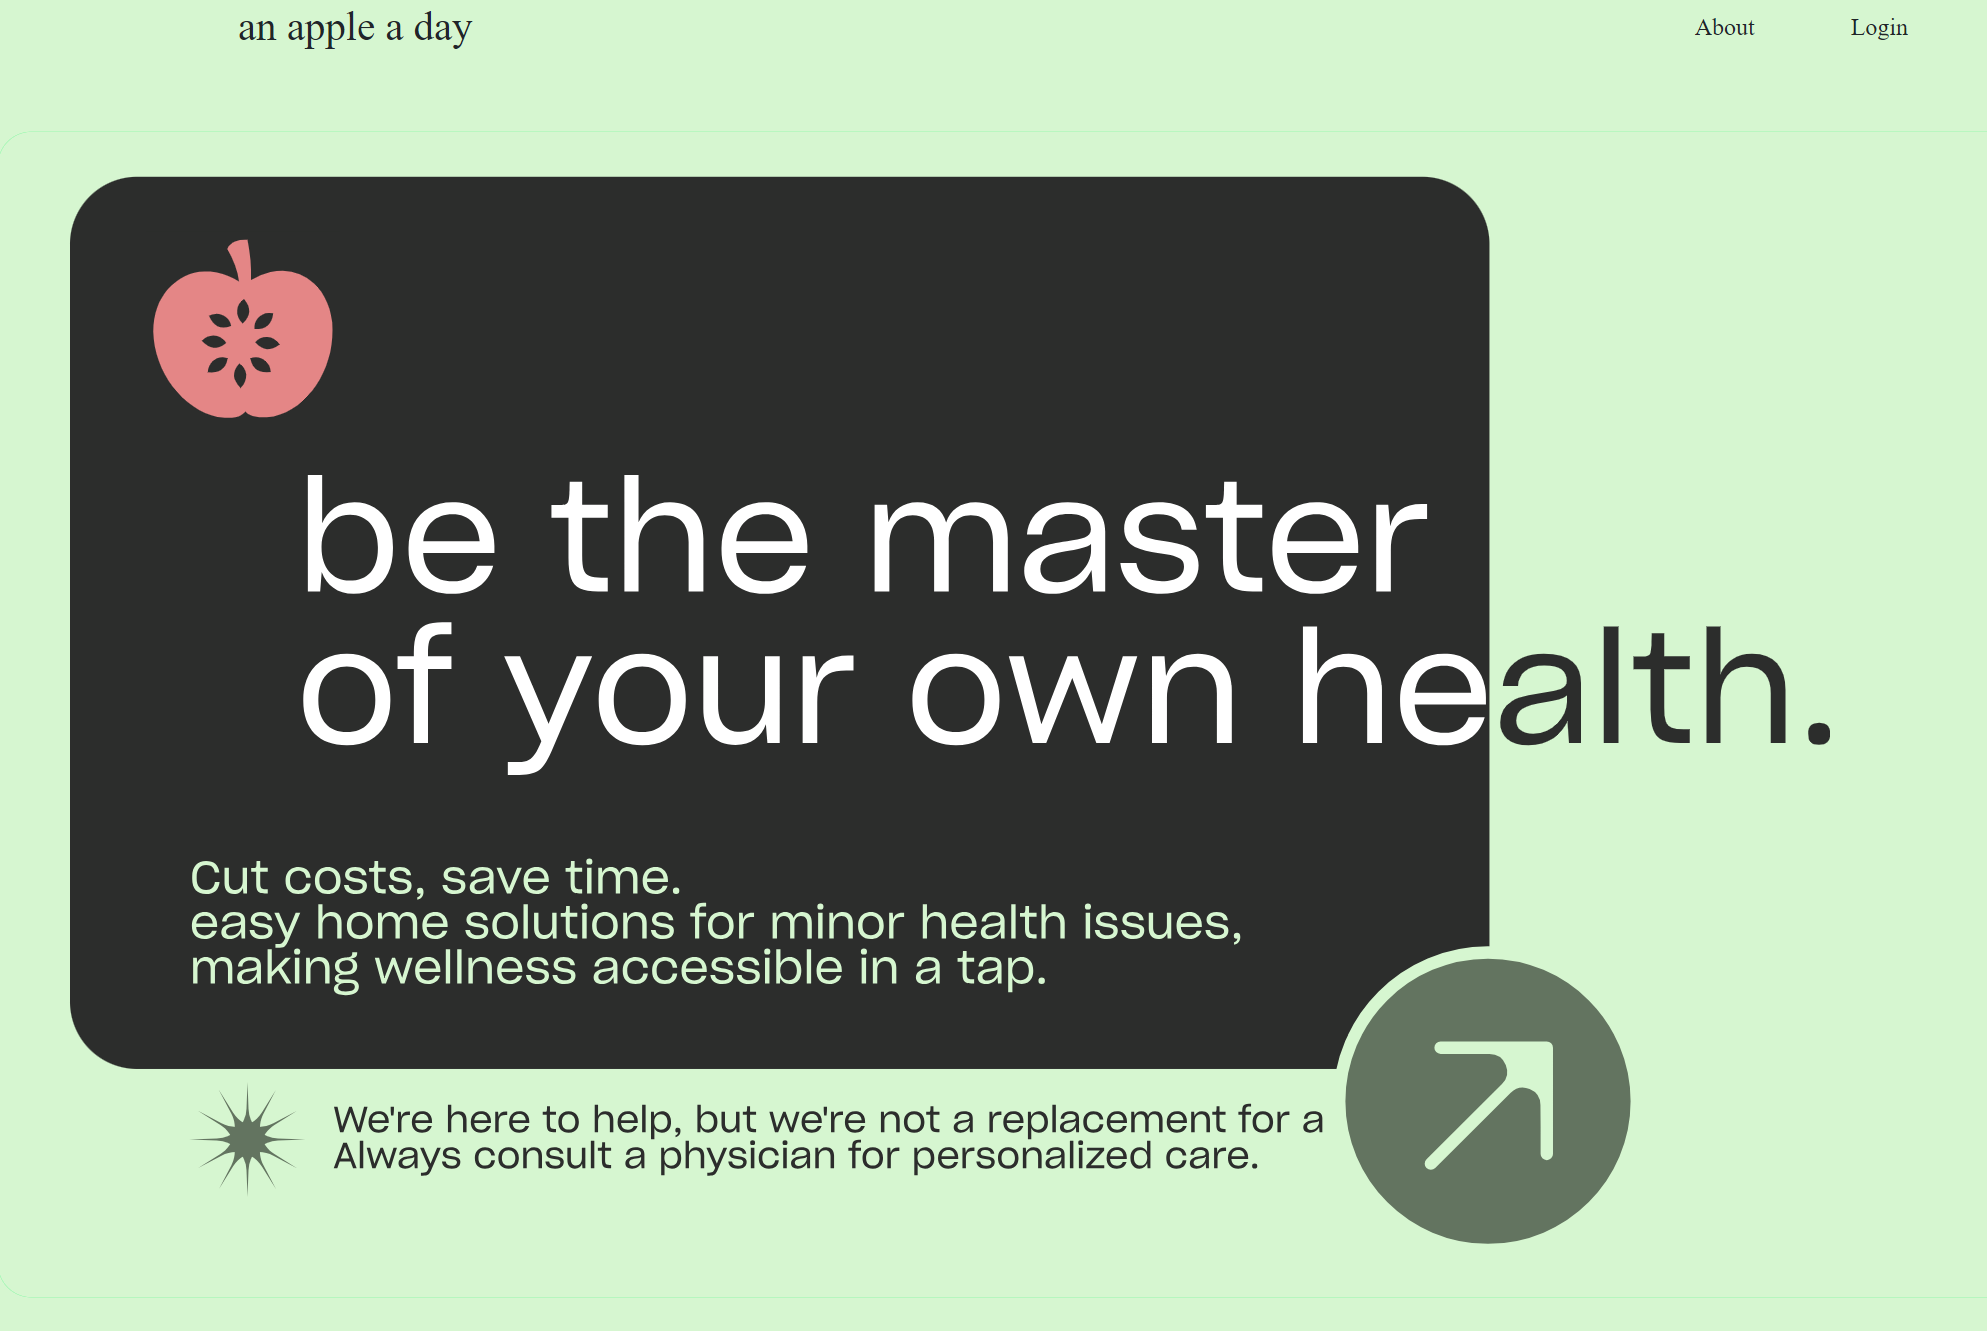 an apple a day
About
Login
be the master
of your own health.
Cut costs, save time.
easy home solutions for minor health issues,
making wellness accessible in a tap.
We're here to help, but we're not a replacement for a
Always consult a physician for personalized care.